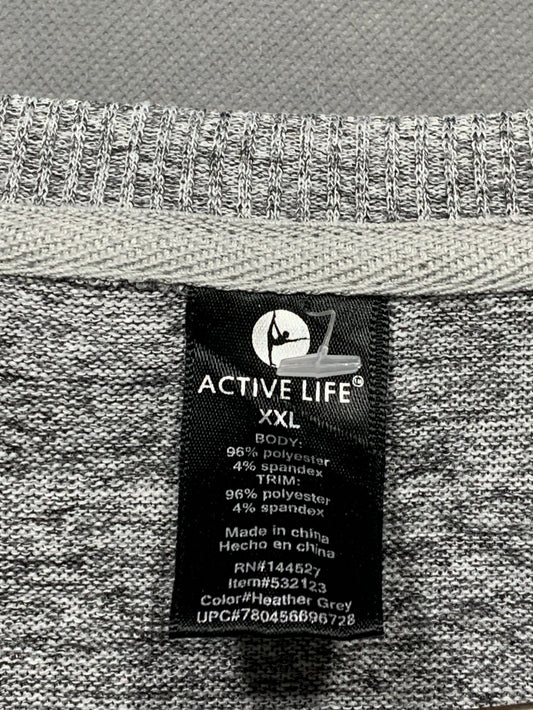 ACTIVE LIFE®
XXL
BODY:
96% polyester
4% spandex
TRIM:
96% polyester
4% spandex
Made in china
Hecho en china
RN#144527
Item#532123
Color#Heather Grey
UPC#780456696728